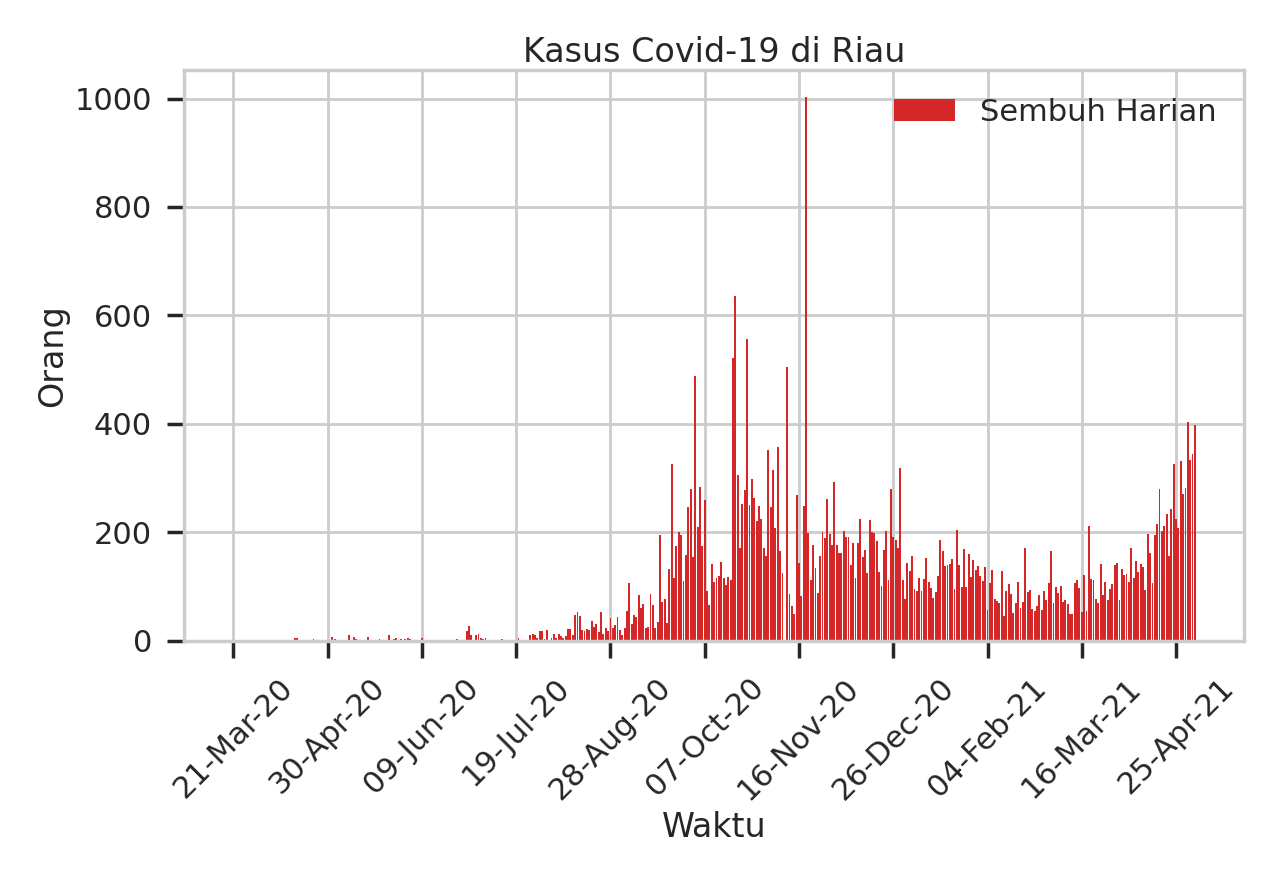 Kasus Covid-19 di Riau
Sembuh Harian
Orang
1000
800
600
400
200
0
21-Mar-20
30-Apr-20
09-Jun-20
19-Jul-20
28-Aug-20
07-Oct-20
16-Nov-20
26-Dec-20
04-Feb-21
16-Mar-21
25-Apr-21
Waktu